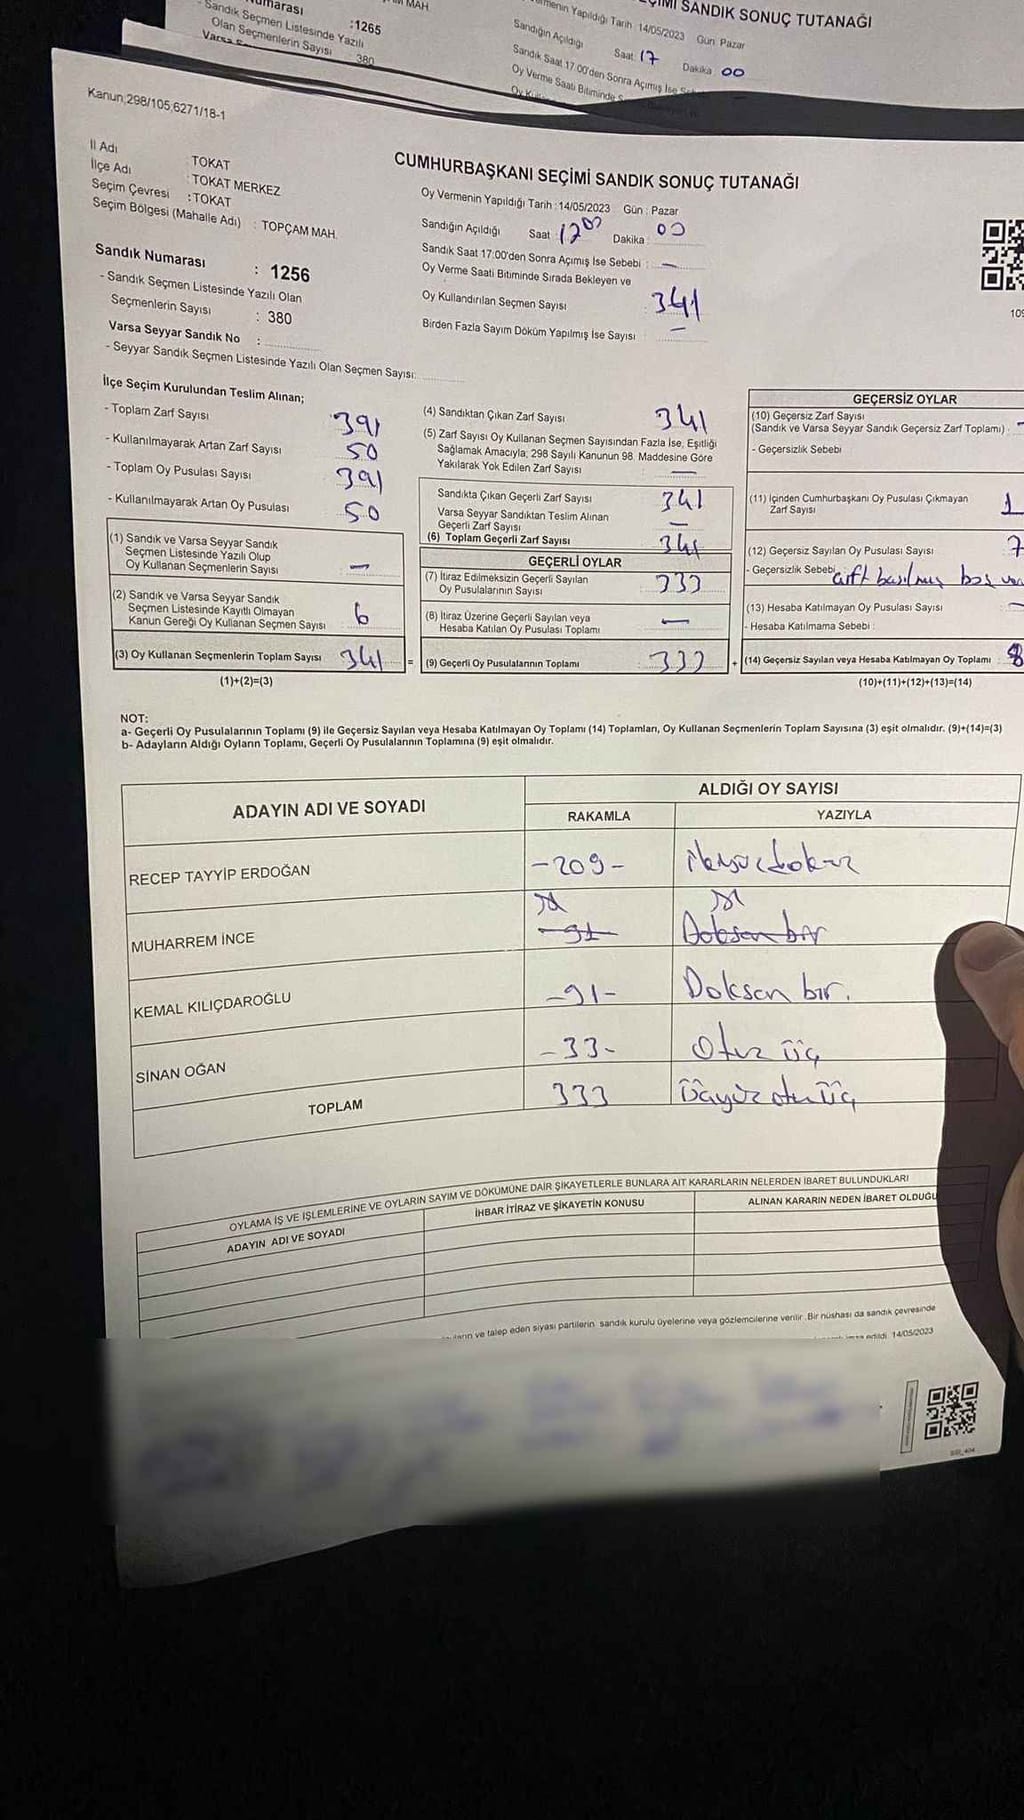 MAH.
Numarası :1265
- Sandık Seçmen Listesinde Yazılı
Olan Seçmenlerin Sayısı : 380
SANDIK SONUÇ TUTANAĞI
Yapıldığı Tarih 14/05/2023 Gün: Pazar
Sandığın Açıldığı Saat 17 Dakika 00
Sandık Saat 17:00'den Sonra Açımış İse
Oy Verme Saati Bitiminde
Kanun:298/105,6271/18-1
İl Adı : TOKAT
İlçe Adı : TOKAT MERKEZ
Seçim Çevresi : TOKAT
Seçim Bölgesi (Mahalle Adı) : TOPÇAM MAH.
Sandık Numarası : 1256
- Sandık Seçmen Listesinde Yazılı Olan
Seçmenlerin Sayısı : 380
Varsa Seyyar Sandık No :
- Seyyar Sandık Seçmen Listesinde Yazılı Olan Seçmen Sayısı:
CUMHURBAŞKANI SEÇİMİ SANDIK SONUÇ TUTANAĞI
Oy Vermenin Yapıldığı Tarih : 14/05/2023 Gün : Pazar
Sandığın Açıldığı Saat : Dakika : 00
Sandık Saat 17:00'den Sonra Açımış İse Sebebi : —
Oy Verme Saati Bitiminde Sırada Bekleyen ve
Oy Kullandırılan Seçmen Sayısı 341
Birden Fazla Sayım Döküm Yapılmış İse Sayısı : —
İlçe Seçim Kurulundan Teslim Alınan;
- Toplam Zarf Sayısı 391
- Kullanılmayarak Artan Zarf Sayısı 50
- Toplam Oy Pusulası Sayısı 391
- Kullanılmayarak Artan Oy Pusulası 50
(1) Sandık ve Varsa Seyyar Sandık
Seçmen Listesinde Yazılı Olup
Oy Kullanan Seçmenlerin Sayısı —
(2) Sandık ve Varsa Seyyar Sandık
Seçmen Listesinde Kayıtlı Olmayan
Kanun Gereği Oy Kullanan Seçmen Sayısı 6
(3) Oy Kullanan Seçmenlerin Toplam Sayısı 341 =
(1)+(2)=(3)
(4) Sandıktan Çıkan Zarf Sayısı 341
(5) Zarf Sayısı Oy Kullanan Seçmen Sayısından Fazla İse, Eşitliği
Sağlamak Amacıyla; 298 Sayılı Kanunun 98. Maddesine Göre
Yakılarak Yok Edilen Zarf Sayısı —
Sandıkta Çıkan Geçerli Zarf Sayısı 341
Varsa Seyyar Sandıktan Teslim Alınan
Geçerli Zarf Sayısı —
(6) Toplam Geçerli Zarf Sayısı 341
GEÇERLİ OYLAR
(7) İtiraz Edilmeksizin Geçerli Sayılan
Oy Pusulalarının Sayısı 333
(8) İtiraz Üzerine Geçerli Sayılan veya
Hesaba Katılan Oy Pusulası Toplamı —
(9) Geçerli Oy Pusulalarının Toplamı 333 +
GEÇERSİZ OYLAR
(10) Geçersiz Zarf Sayısı
(Sandık ve Varsa Seyyar Sandık Geçersiz Zarf Toplamı) : -
- Geçersizlik Sebebi
(11) İçinden Cumhurbaşkanı Oy Pusulası Çıkmayan
Zarf Sayısı 1
(12) Geçersiz Sayılan Oy Pusulası Sayısı 7
- Geçersizlik Sebebi çift basılmış boş
(13) Hesaba Katılmayan Oy Pusulası Sayısı —
- Hesaba Katılmama Sebebi :
(14) Geçersiz Sayılan veya Hesaba Katılmayan Oy Toplamı : 8
(10)+(11)+(12)+(13)=(14)
NOT:
a- Geçerli Oy Pusulalarının Toplamı (9) ile Geçersiz Sayılan veya Hesaba Katılmayan Oy Toplamı (14) Toplamları, Oy Kullanan Seçmenlerin Toplam Sayısına (3) eşit olmalıdır. (9)+(14)=(3)
b- Adayların Aldığı Oyların Toplamı, Geçerli Oy Pusulalarının Toplamına (9) eşit olmalıdır.
ADAYIN ADI VE SOYADI
ALDIĞI OY SAYISI
RAKAMLA YAZIYLA
RECEP TAYYİP ERDOĞAN -209- ikiyüzdokuz
MUHARREM İNCE -91- Doksan bir
KEMAL KILIÇDAROĞLU -91- Doksan bir.
SİNAN OĞAN -33- Otuz üç
TOPLAM 333 Üçyüz otuz üç
OYLAMA İŞ VE İŞLEMLERİNE VE OYLARIN SAYIM VE DÖKÜMÜNE DAİR ŞİKAYETLERLE BUNLARA AİT KARARLARIN NELERDEN İBARET BULUNDUKLARI
ADAYIN ADI VE SOYADI İHBAR İTİRAZ VE ŞİKAYETİN KONUSU ALINAN KARARIN NEDEN İBARET OLDUĞU
ve talep eden siyasi partilerin sandık kurulu üyelerine veya gözlemcilerine verilir. Bir nüshası da sandık çevresinde
edildi. 14/05/2023